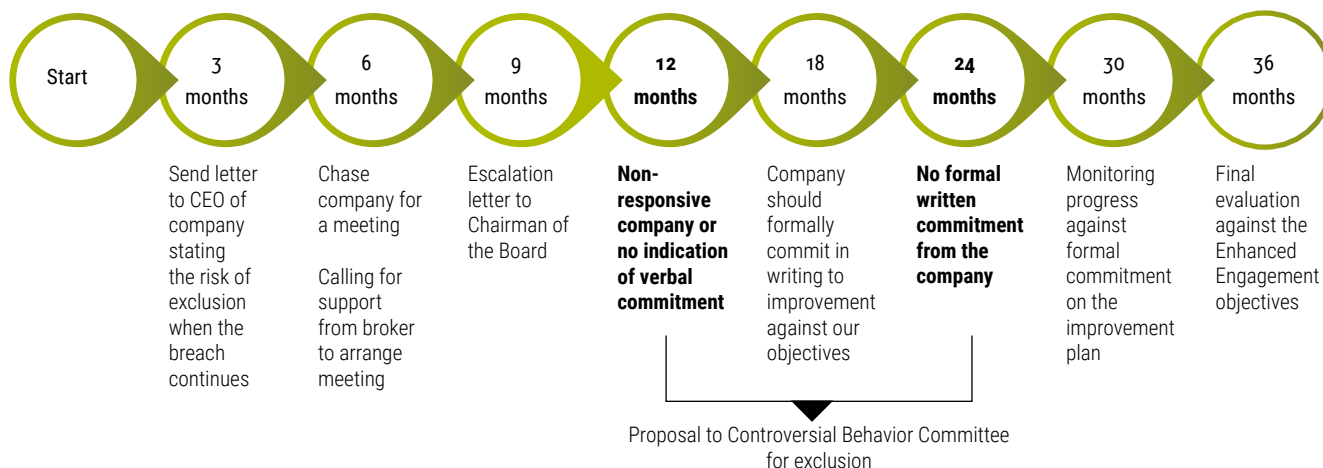 Start
3
months
6
months
9
months
12
months
18
months
24
months
30
months
36
months
Send letter
to CEO of
company
stating
the risk of
exclusion
when the
breach
continues
Chase
company for
a meeting
Calling for
support
from broker
to arrange
meeting
Escalation
letter to
Chairman of
the Board
Non-
responsive
company or
no indication
of verbal
commitment
Company
should
formally
commit in
writing to
improvement
against our
objectives
No formal
written
commitment
from the
company
Monitoring
progress
against
formal
commitment
on the
improvement
plan
Final
evaluation
against the
Enhanced
Engagement
objectives
Proposal to Controversial Behavior Committee
for exclusion